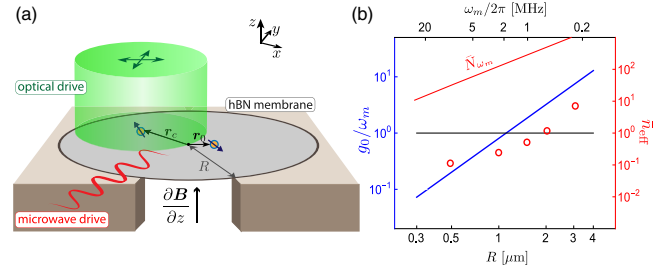 (a)
z
y
x
optical drive
hBN membrane
r_c
r_0
R
∂B/∂z
microwave drive
(b)
ω_m/2π [MHz]
20 5 2 1 0.2
Ñ_ω_m
g_0/ω_m
10^1
10^0
10^-1
n̄_eff
10^2
10^1
10^0
10^-1
10^-2
0.3 0.5 1 2 3 4
R [μm]